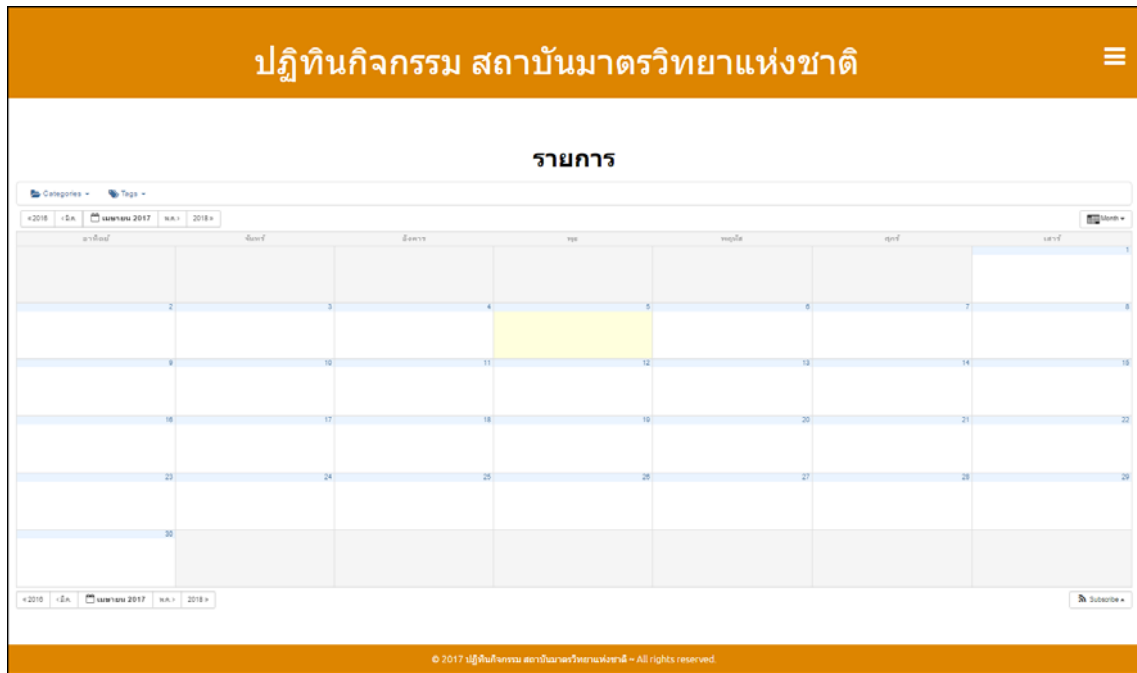 ปฏิทินกิจกรรม สถาบันมาตรวิทยาแห่งชาติ
รายการ
Categories Tags
«2016 ‹มี.ค. เมษายน 2017 พ.ค.› 2018» Month
อาทิตย์ จันทร์ อังคาร พุธ พฤหัส ศุกร์ เสาร์
1
2 3 4 5 6 7 8
9 10 11 12 13 14 15
16 17 18 19 20 21 22
23 24 25 26 27 28 29
30
«2016 ‹มี.ค. เมษายน 2017 พ.ค.› 2018» Subscribe
© 2017 ปฏิทินกิจกรรม สถาบันมาตรวิทยาแห่งชาติ ~ All rights reserved.